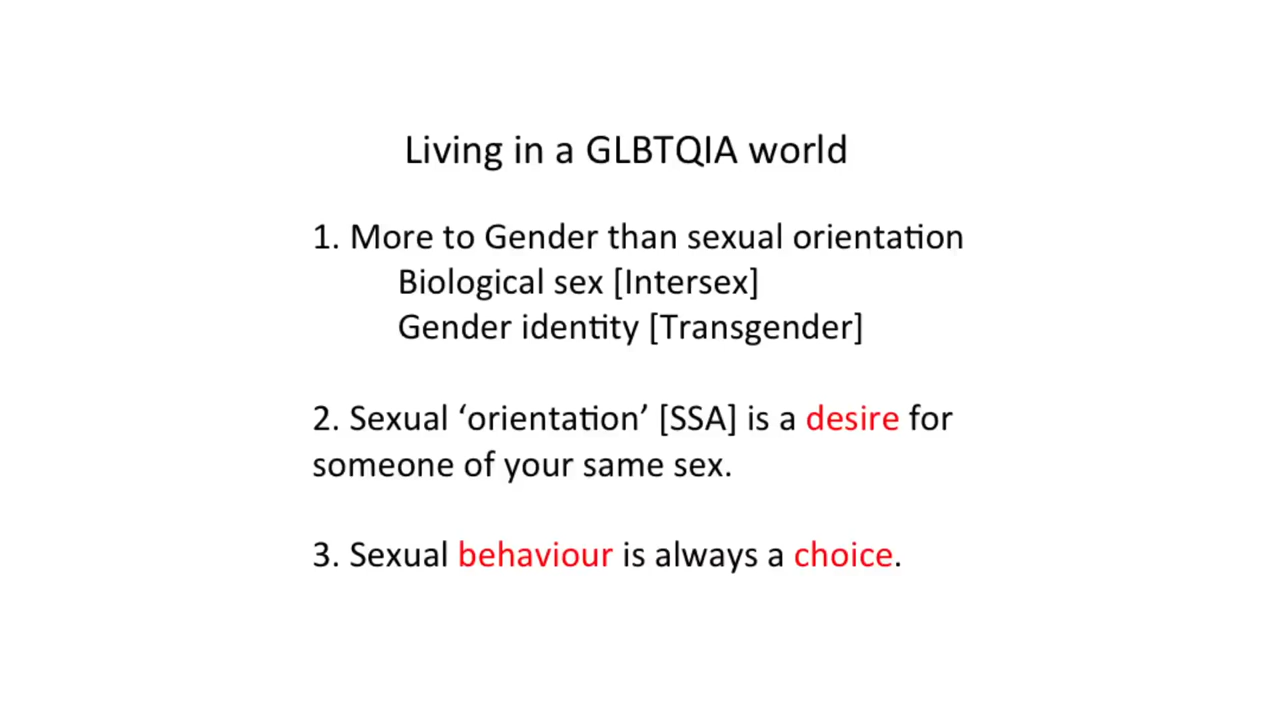 Living in a GLBTQIA world
1. More to Gender than sexual orientation
Biological sex [Intersex]
Gender identity [Transgender]
2. Sexual ‘orientation’ [SSA] is a desire for
someone of your same sex.
3. Sexual behaviour is always a choice.